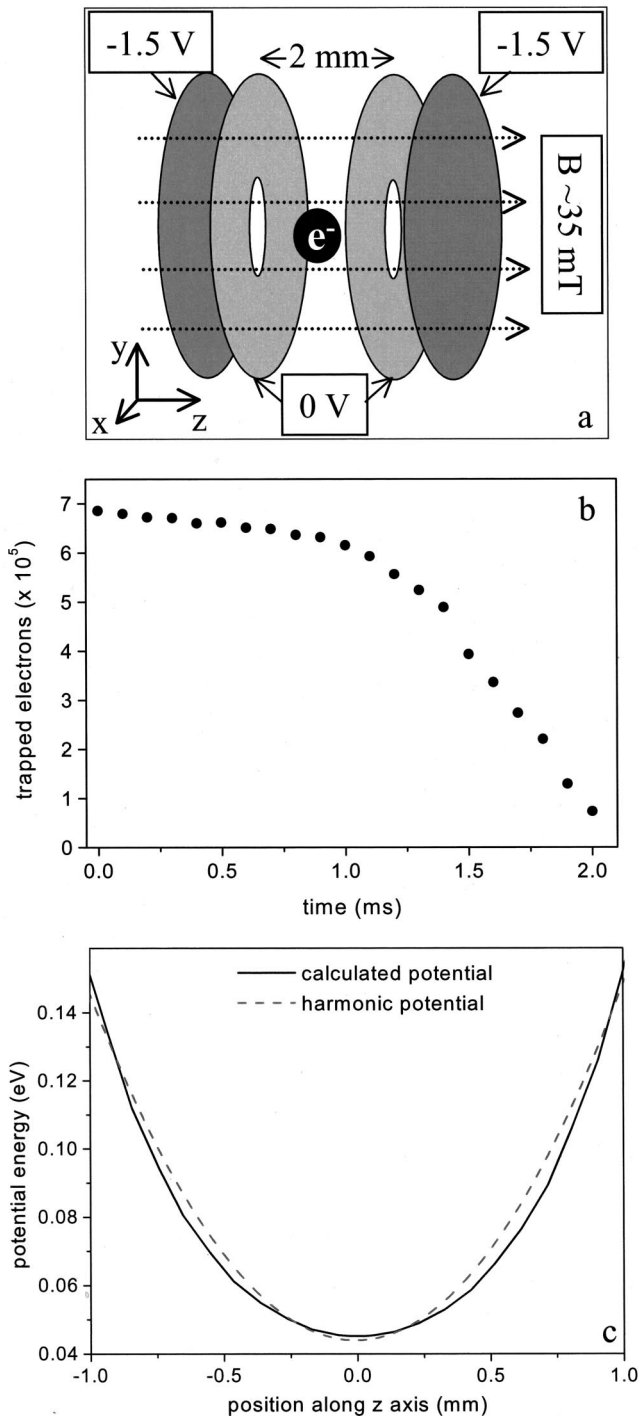 -1.5 V
-1.5 V
2 mm
e-
B ~35 mT
y
x
z
0 V
a
b
trapped electrons (x 10⁵)
7
6
5
4
3
2
1
0
0.0 0.5 1.0 1.5 2.0
time (ms)
calculated potential
harmonic potential
potential energy (eV)
0.14
0.12
0.10
0.08
0.06
0.04
c
-1.0 -0.5 0.0 0.5 1.0
position along z axis (mm)